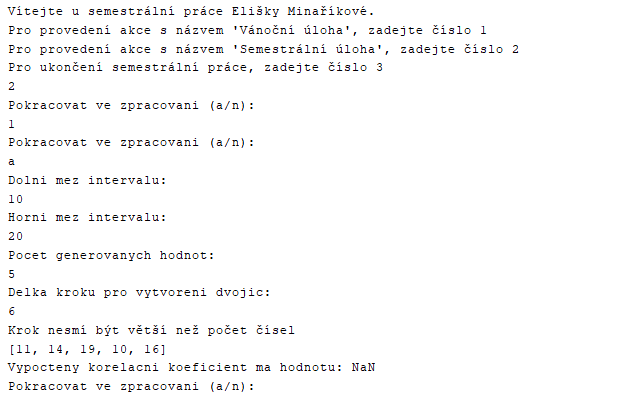 Vítejte u semestrální práce Elišky Minaříkové.
Pro provedení akce s názvem 'Vánoční úloha', zadejte číslo 1
Pro provedení akce s názvem 'Semestrální úloha', zadejte číslo 2
Pro ukončení semestrální práce, zadejte číslo 3
2
Pokracovat ve zpracovani (a/n):
1
Pokracovat ve zpracovani (a/n):
a
Dolni mez intervalu:
10
Horni mez intervalu:
20
Pocet generovanych hodnot:
5
Delka kroku pro vytvoreni dvojic:
6
Krok nesmí být větší než počet čísel
[11, 14, 19, 10, 16]
Vypocteny korelacni koeficient ma hodnotu: NaN
Pokracovat ve zpracovani (a/n):